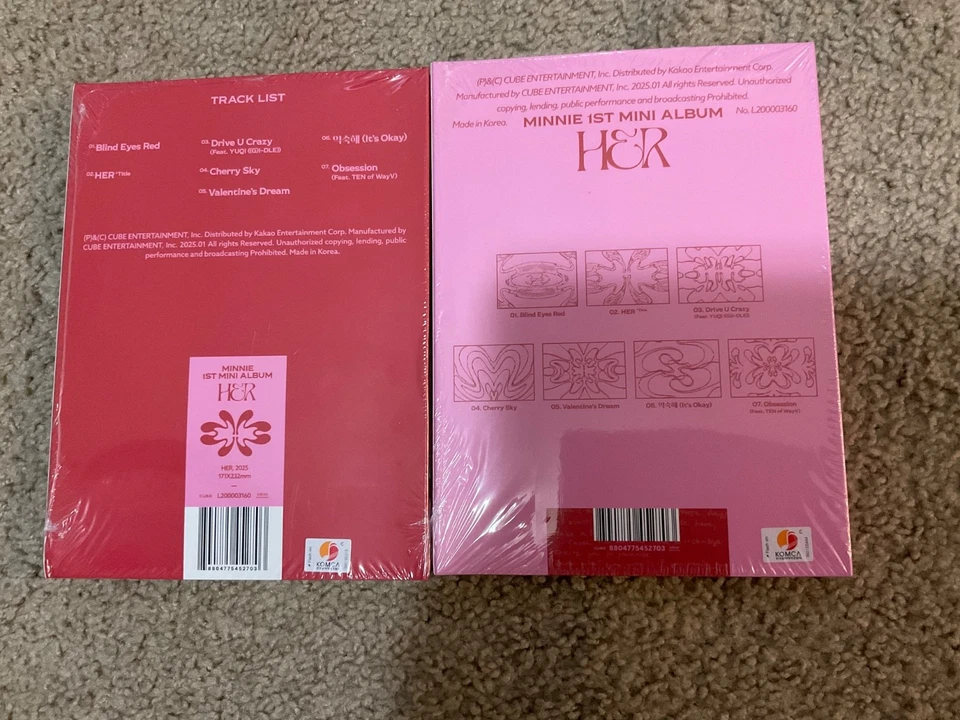 TRACK LIST
01.Blind Eyes Red
02.HER *Title
03. Drive U Crazy
(Feat. YUQI (여자)-DLE))
04. Cherry Sky
05. Valentine's Dream
06. 딱숙해 (It's Okay)
07. Obsession
(Feat. TEN of WayV)
(P)&(C) CUBE ENTERTAINMENT, Inc. Distributed by Kakao Entertainment Corp. Manufactured by
CUBE ENTERTAINMENT, Inc. 2025.01 All rights Reserved. Unauthorized copying, lending, public
performance and broadcasting Prohibited. Made in Korea.
MINNIE
1ST MINI ALBUM
HER
HER, 2025
171X232mm
L200003160
8804775452703
KOMCA
(P)&(C) CUBE ENTERTAINMENT, Inc. Distributed by Kakao Entertainment Corp.
Manufactured by CUBE ENTERTAINMENT, Inc. 2025.01 All rights Reserved. Unauthorized
copying, lending, public performance and broadcasting Prohibited.
Made in Korea. MINNIE 1ST MINI ALBUM No. L200003160
HER
01. Blind Eyes Red
02. HER Title
03. Drive U Crazy
(Feat. YUQI
04. Cherry Sky
05. Valentine's Dream
06. (It's Okay)
07. Obsession
(Feat. TEN of WayV)
8804775452703
KOMCA